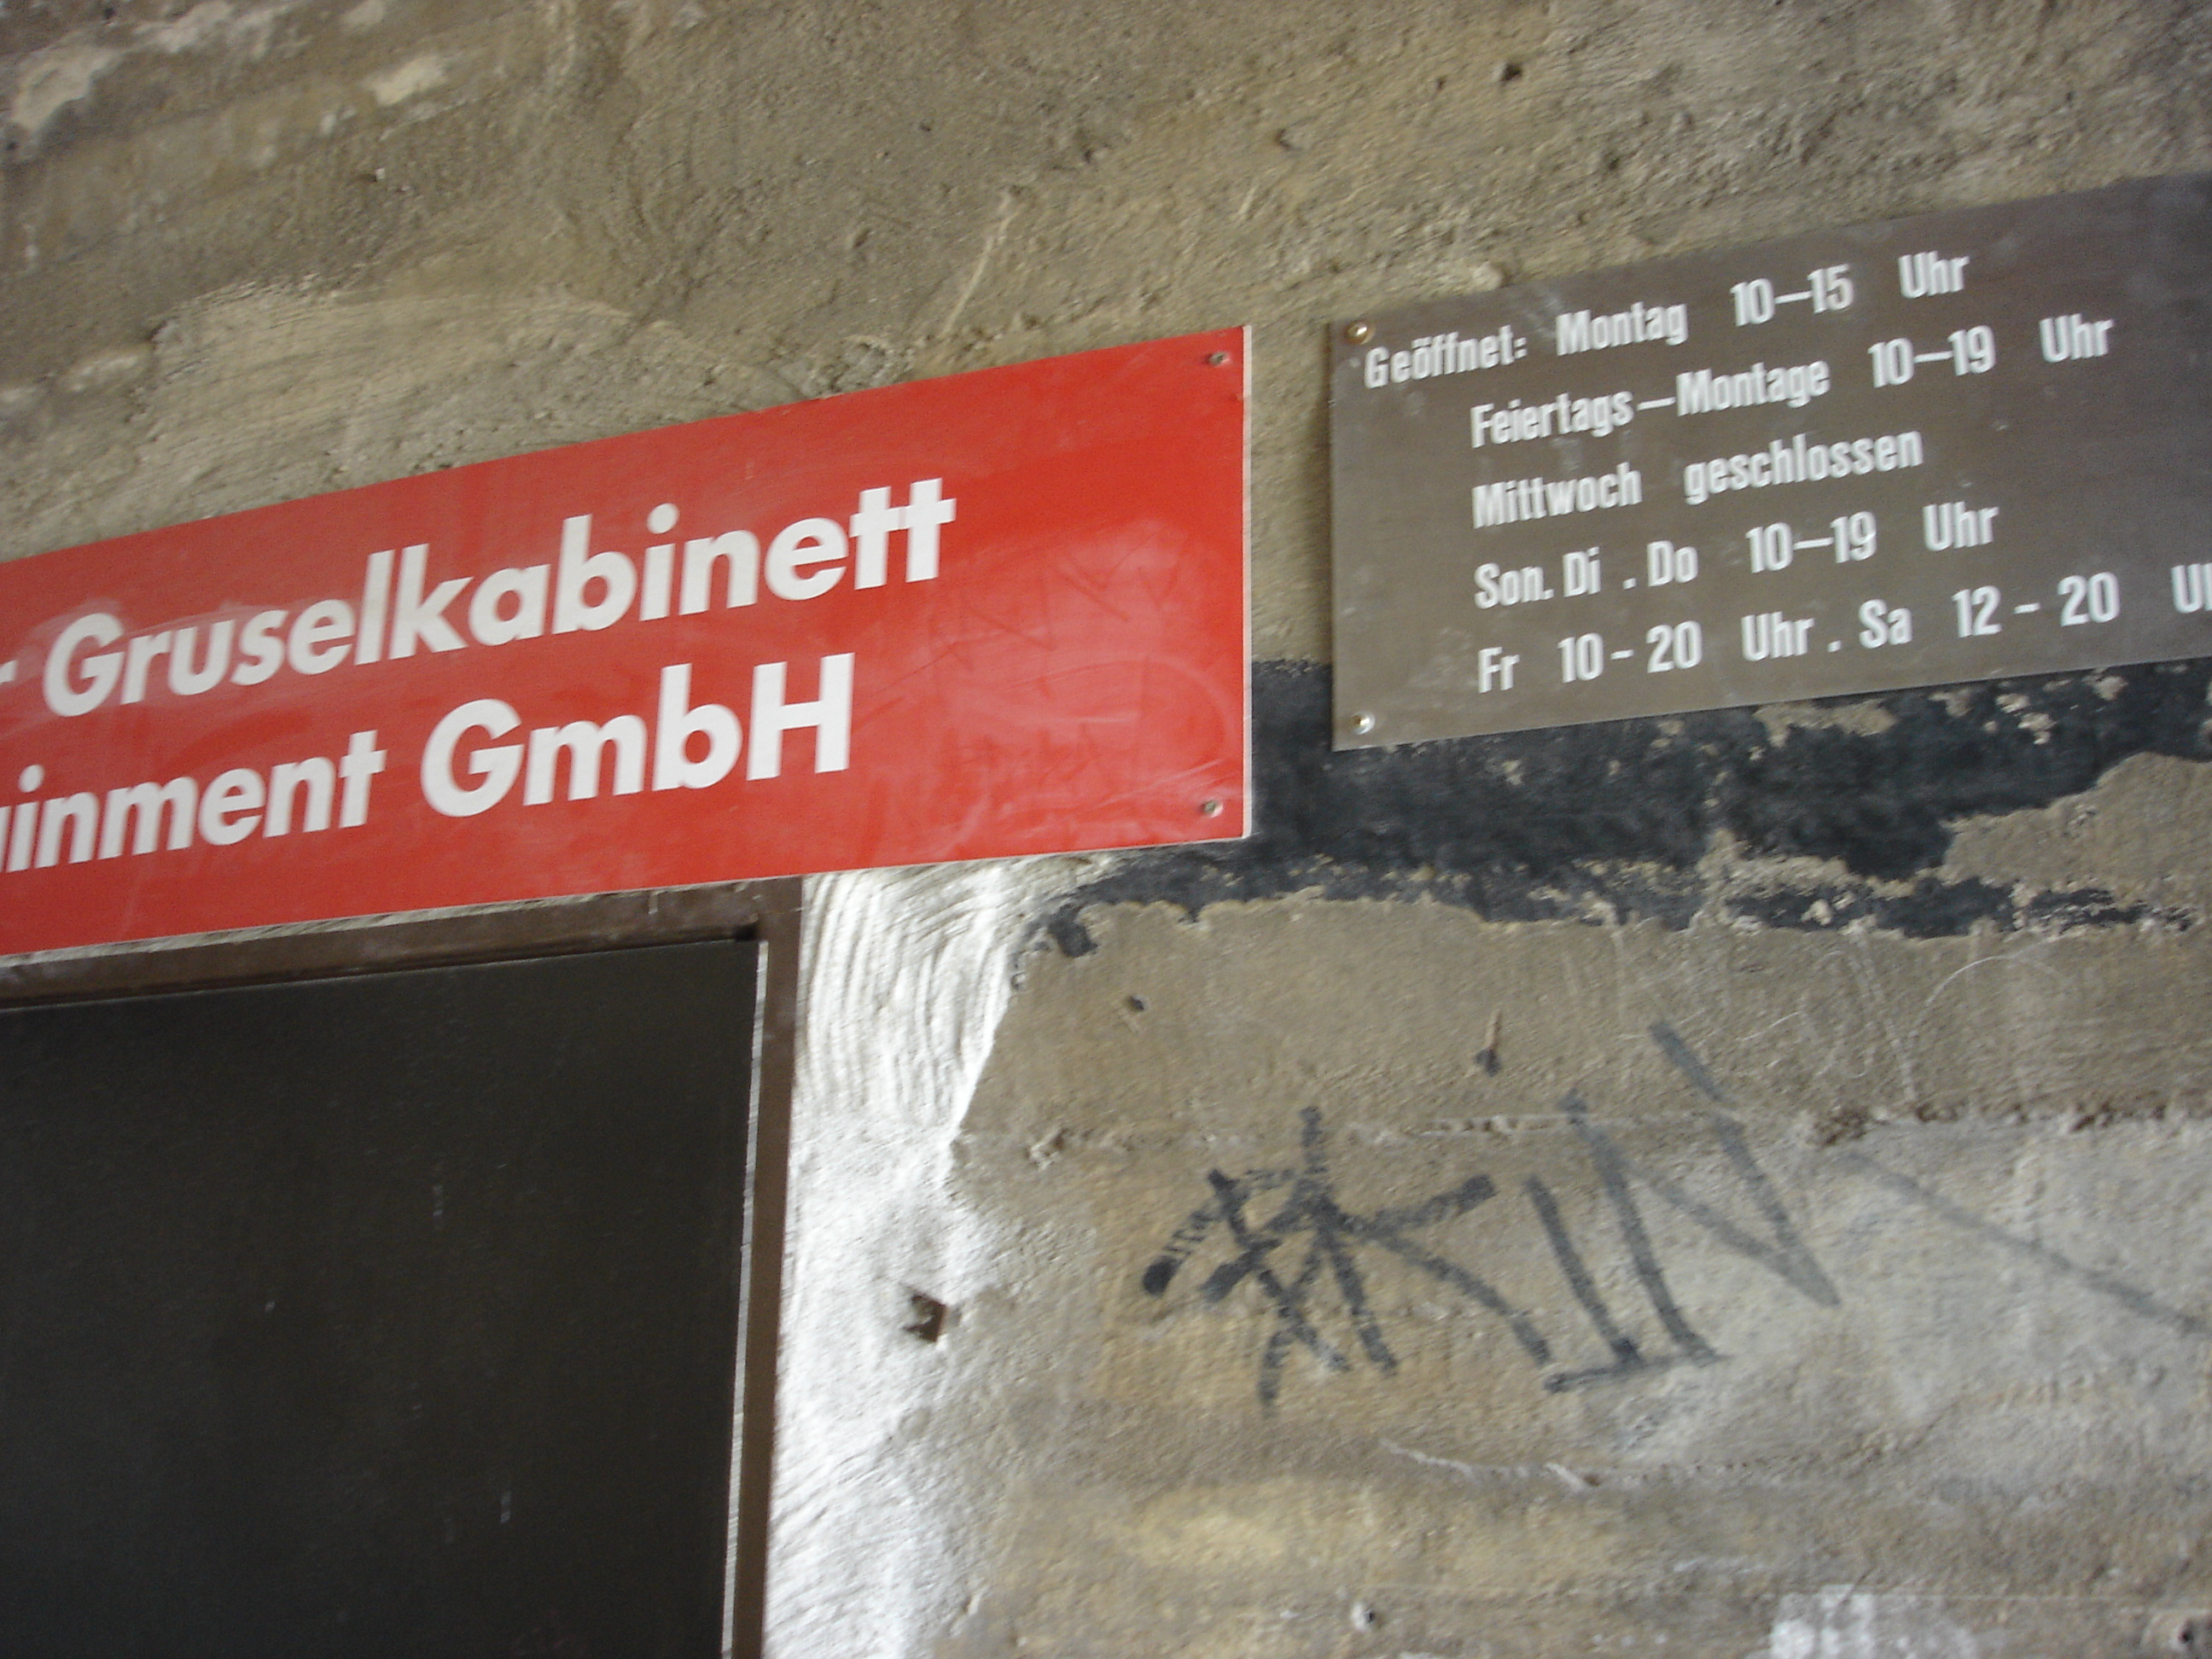 Gruselkabinett
ainment GmbH
Geöffnet: Montag 10–15 Uhr
Feiertags–Montage 10–19 Uhr
Mittwoch geschlossen
Son. Di . Do 10–19 Uhr
Fr 10-20 Uhr . Sa 12-20